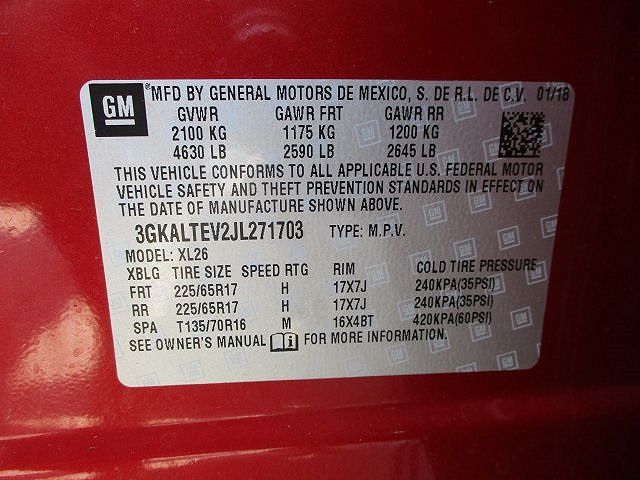 GM MFD BY GENERAL MOTORS DE MEXICO, S. DE R.L. DE C.V. 01/18
GVWR GAWR FRT GAWR RR
2100 KG 1175 KG 1200 KG
4630 LB 2590 LB 2645 LB
THIS VEHICLE CONFORMS TO ALL APPLICABLE U.S. FEDERAL MOTOR
VEHICLE SAFETY AND THEFT PREVENTION STANDARDS IN EFFECT ON
THE DATE OF MANUFACTURE SHOWN ABOVE.
3GKALTEV2JL271703 TYPE: M.P.V.
MODEL: XL26
XBLG TIRE SIZE SPEED RTG RIM COLD TIRE PRESSURE
FRT 225/65R17 H 17X7J 240KPA(35PSI)
RR 225/65R17 H 17X7J 240KPA(35PSI)
SPA T135/70R16 M 16X4BT 420KPA(60PSI)
SEE OWNER'S MANUAL FOR MORE INFORMATION.